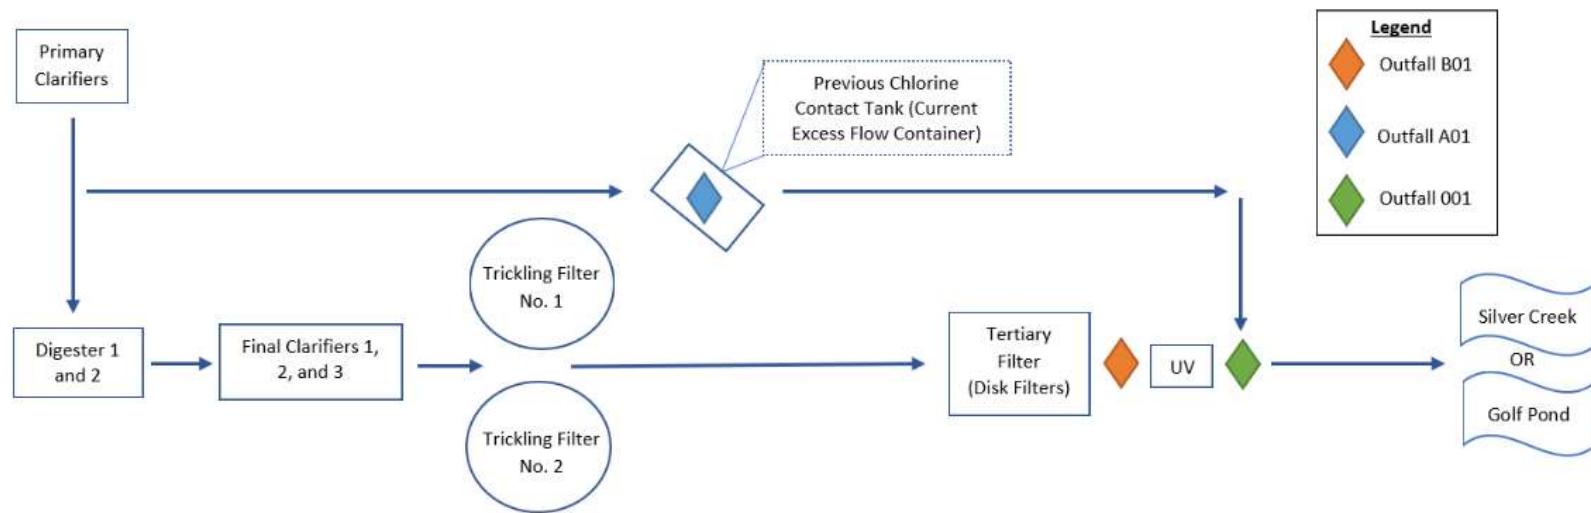 Primary
Clarifiers
Previous Chlorine
Contact Tank (Current
Excess Flow Container)
Legend
Outfall B01
Outfall A01
Outfall 001
Trickling Filter
No. 1
Digester 1
and 2
Final Clarifiers 1,
2, and 3
Trickling Filter
No. 2
Tertiary
Filter
(Disk Filters)
UV
Silver Creek
OR
Golf Pond